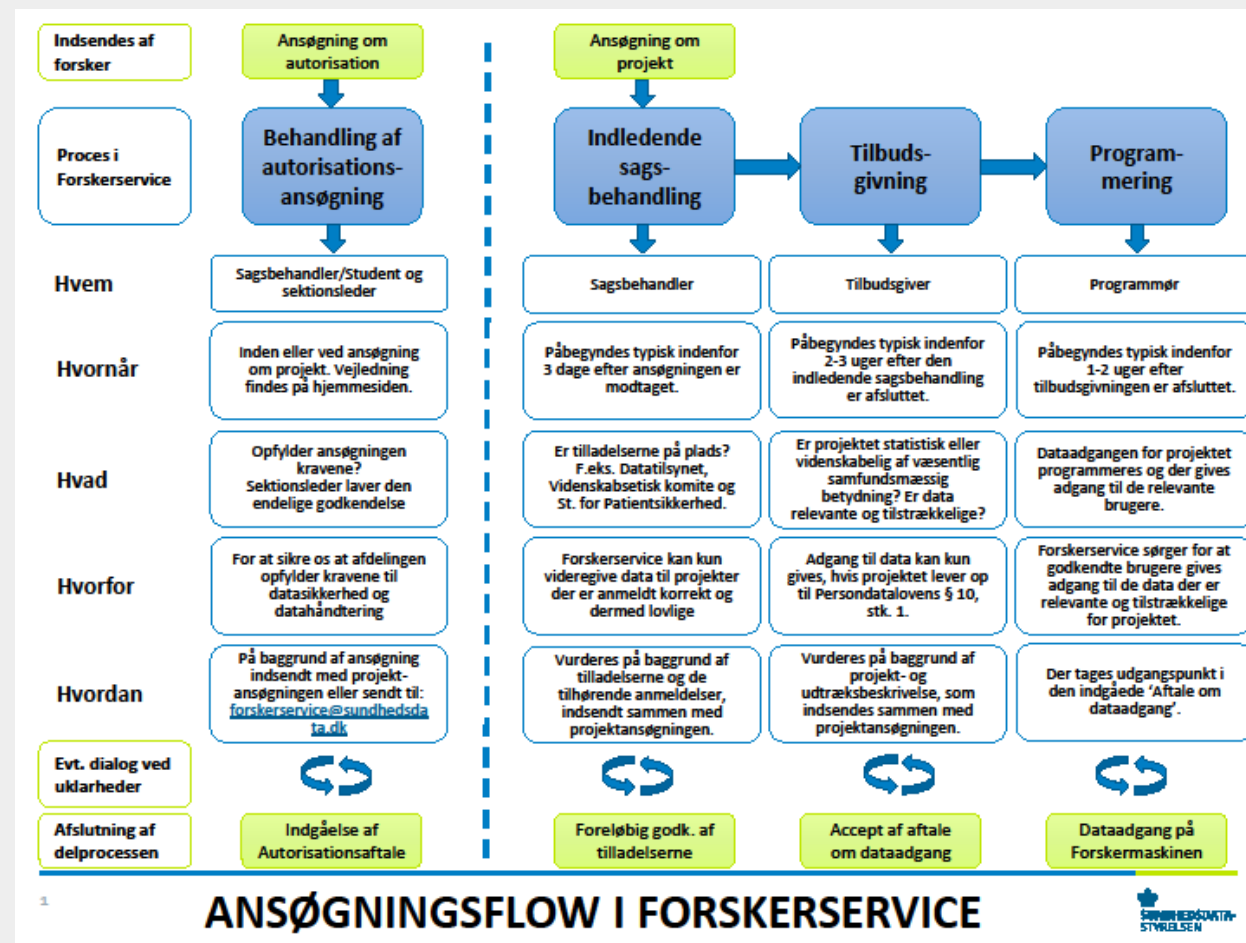 Indsendes af
forsker
Ansøgning om
autorisation
Ansøgning om
projekt
Proces i
Forskerservice
Behandling af
autorisations-
ansøgning
Indledende
sags-
behandling
Tilbuds-
givning
Program-
mering
Hvem
Sagsbehandler/Student og
sektionsleder
Sagsbehandler
Tilbudsgiver
Programmør
Hvornår
Inden eller ved ansøgning
om projekt. Vejledning
findes på hjemmesiden.
Påbegyndes typisk indenfor
3 dage efter ansøgningen er
modtaget.
Påbegyndes typisk indenfor
2-3 uger efter den
indledende sagsbehandling
er afsluttet.
Påbegyndes typisk indenfor
1-2 uger efter
tilbudsgivningen er afsluttet.
Hvad
Opfylder ansøgningen
kravene?
Sektionsleder laver den
endelige godkendelse
Er tilladelserne på plads?
F.eks. Datatilsynet,
Videnskabsetisk komite og
St. for Patientsikkerhed.
Er projektet statistisk eller
videnskabelig af væsentlig
samfundsmæssig
betydning? Er data
relevante og tilstrækkelige?
Dataadgangen for projektet
programmeres og der gives
adgang til de relevante
brugere.
Hvorfor
For at sikre os at afdelingen
opfylder kravene til
datasikkerhed og
datahåndtering
Forskerservice kan kun
videregive data til projekter
der er anmeldt korrekt og
dermed lovlige
Adgang til data kan kun
gives, hvis projektet lever op
til Persondatalovens § 10,
stk. 1.
Forskerservice sørger for at
godkendte brugere gives
adgang til de data der er
relevante og tilstrækkelige
for projektet.
Hvordan
På baggrund af ansøgning
indsendt med projekt-
ansøgningen eller sendt til:
forskerservice@sundhedsda
ta.dk
Vurderes på baggrund af
tilladelserne og de
tilhørende anmeldelser,
indsendt sammen med
projektansøgningen.
Vurderes på baggrund af
projekt- og
udtræksbeskrivelse, som
indsendes sammen med
projektansøgningen.
Der tages udgangspunkt i
den indgåede 'Aftale om
dataadgang'.
Evt. dialog ved
uklarheder
Afslutning af
delprocessen
Indgåelse af
Autorisationsaftale
Foreløbig godk. af
tilladelserne
Accept af aftale
om dataadgang
Dataadgang på
Forskermaskinen
1
ANSØGNINGSFLOW I FORSKERSERVICE
SUNDHEDSDATA-
STYRELSEN